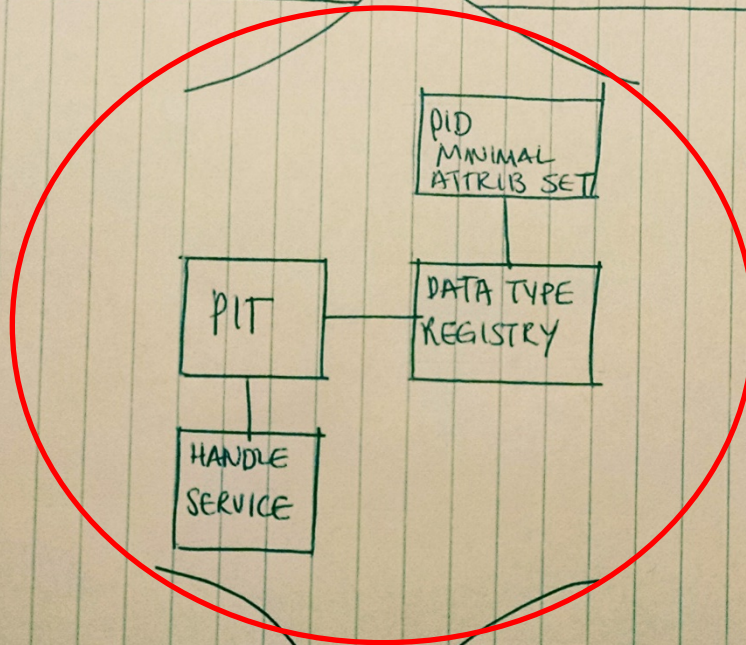 PID
MINIMAL
ATTRIB SET
PIT
DATA TYPE
REGISTRY
HANDLE
SERVICE